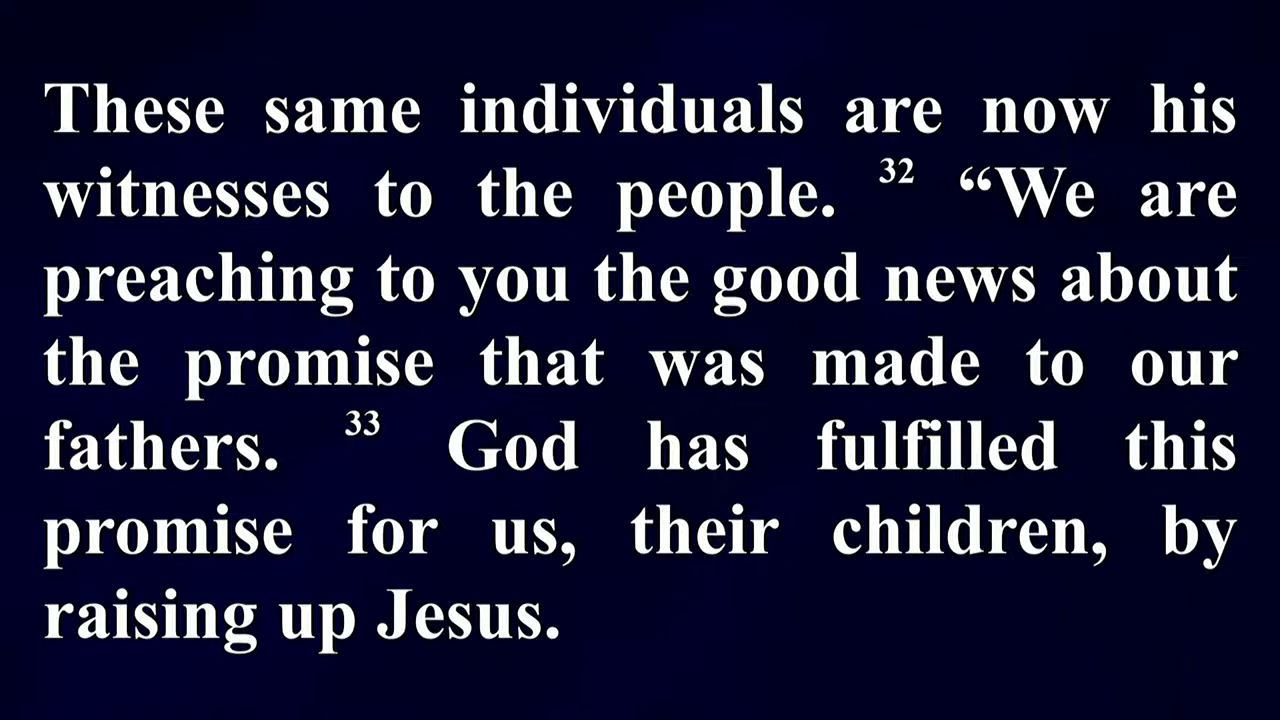 These same individuals are now his
witnesses to the people. 32 “We are
preaching to you the good news about
the promise that was made to our
fathers. 33 God has fulfilled this
promise for us, their children, by
raising up Jesus.